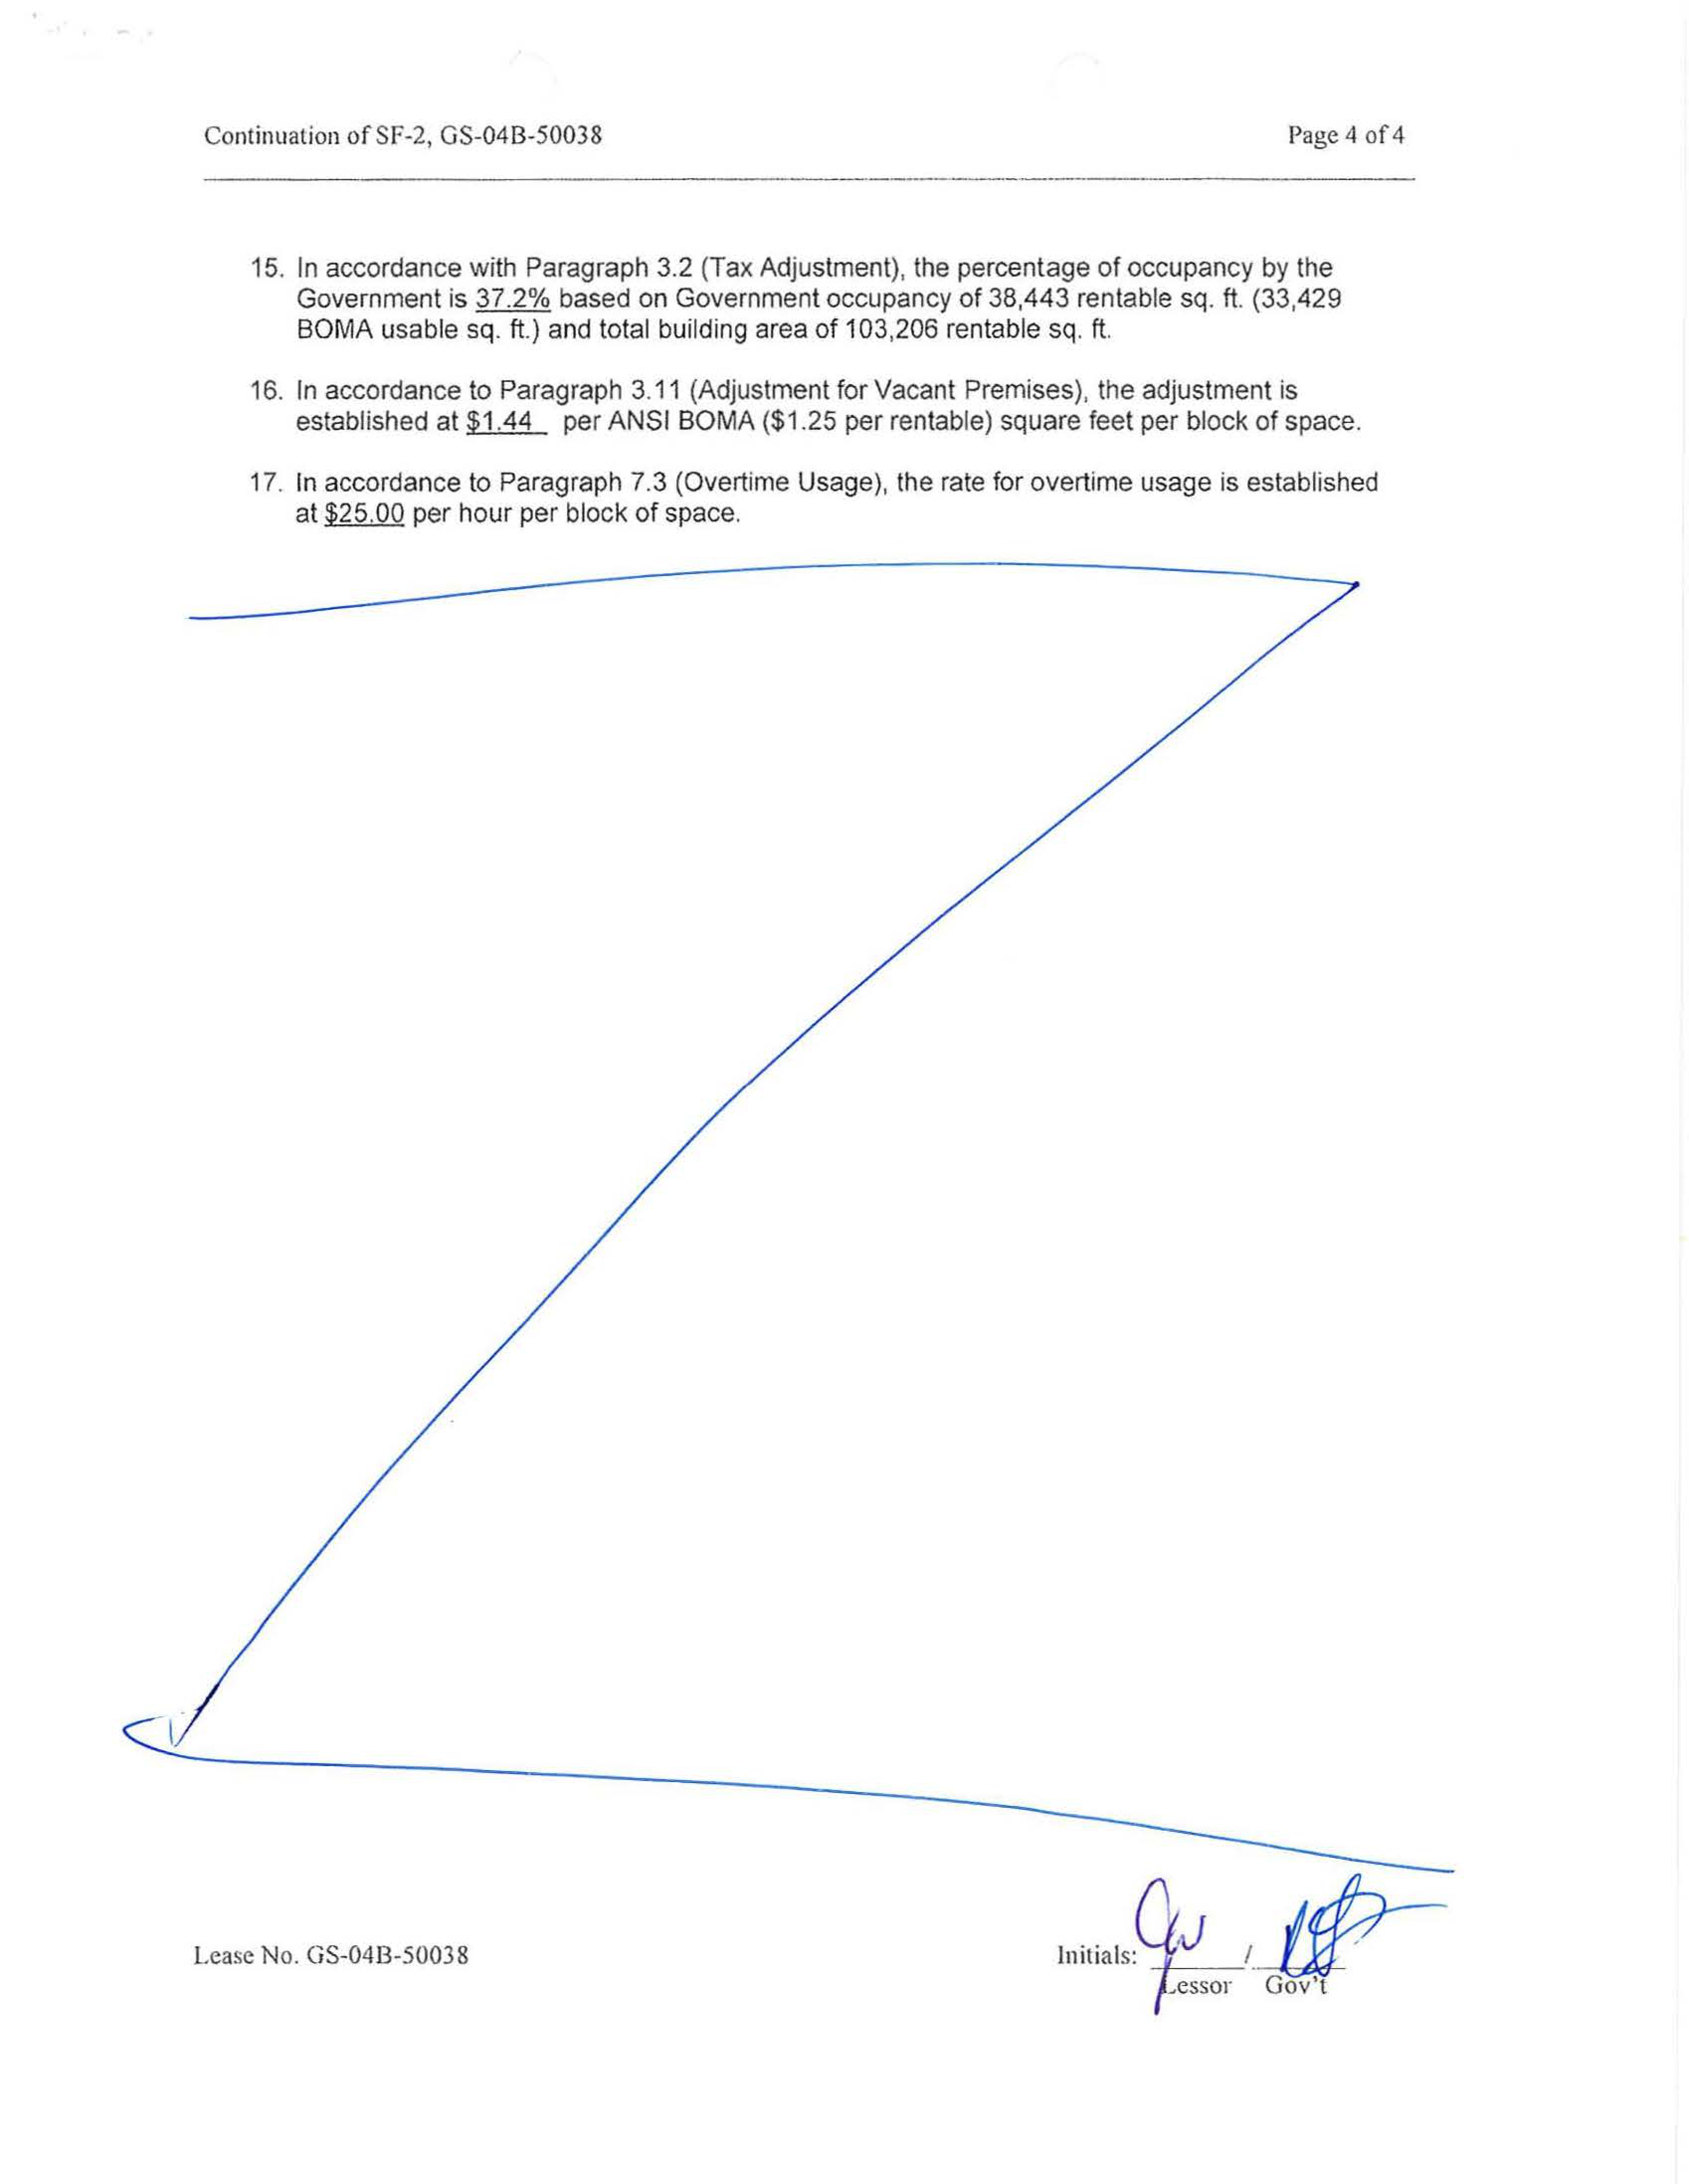 Continuation of SF-2, GS-04B-50038
Page 4 of 4
15. In accordance with Paragraph 3.2 (Tax Adjustment), the percentage of occupancy by the
Government is 37.2% based on Government occupancy of 38,443 rentable sq. ft. (33,429
BOMA usable sq. ft.) and total building area of 103,206 rentable sq. ft.
16. In accordance to Paragraph 3.11 (Adjustment for Vacant Premises), the adjustment is
established at $1.44 per ANSI BOMA ($1.25 per rentable) square feet per block of space.
17. In accordance to Paragraph 7.3 (Overtime Usage), the rate for overtime usage is established
at $25.00 per hour per block of space.
Lease No. GS-04B-50038
Initials: /
Lessor Gov't